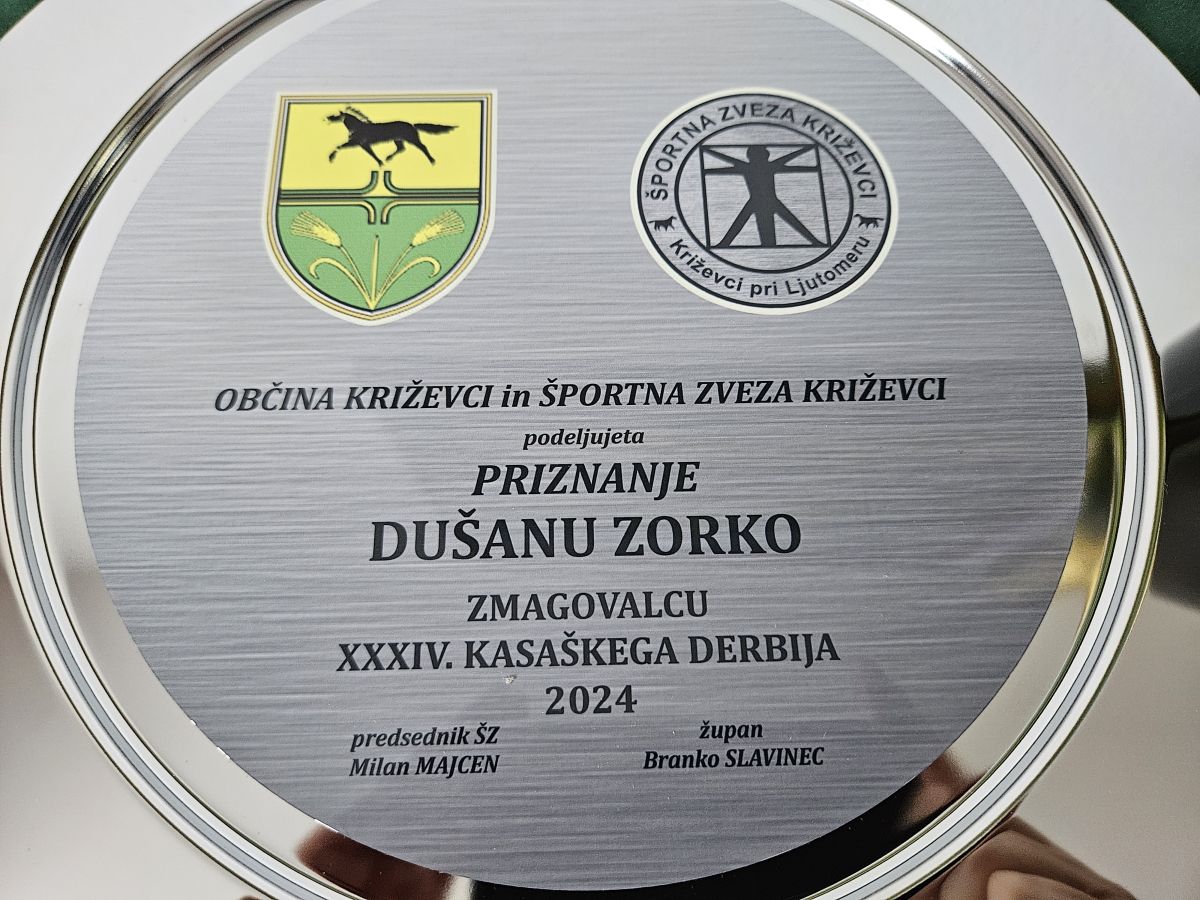 ŠPORTNA ZVEZA KRIŽEVCI
Križevci pri Ljutomeru
OBČINA KRIŽEVCI in ŠPORTNA ZVEZA KRIŽEVCI
podeljujeta
PRIZNANJE
DUŠANU ZORKO
ZMAGOVALCU
XXXIV. KASAŠKEGA DERBIJA
2024
predsednik ŠZ
Milan MAJCEN
župan
Branko SLAVINEC